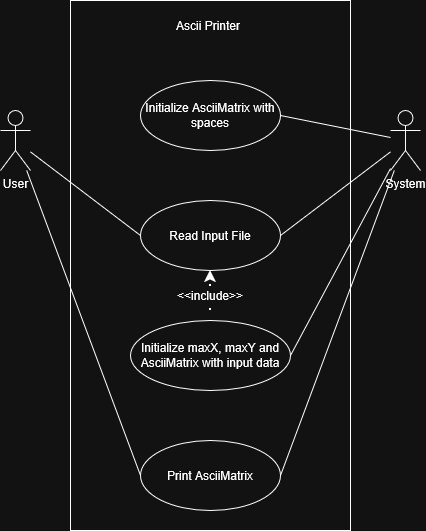 Ascii Printer
Initialize AsciiMatrix with
spaces
User
System
Read Input File
<<include>>
Initialize maxX, maxY and
AsciiMatrix with input data
Print AsciiMatrix